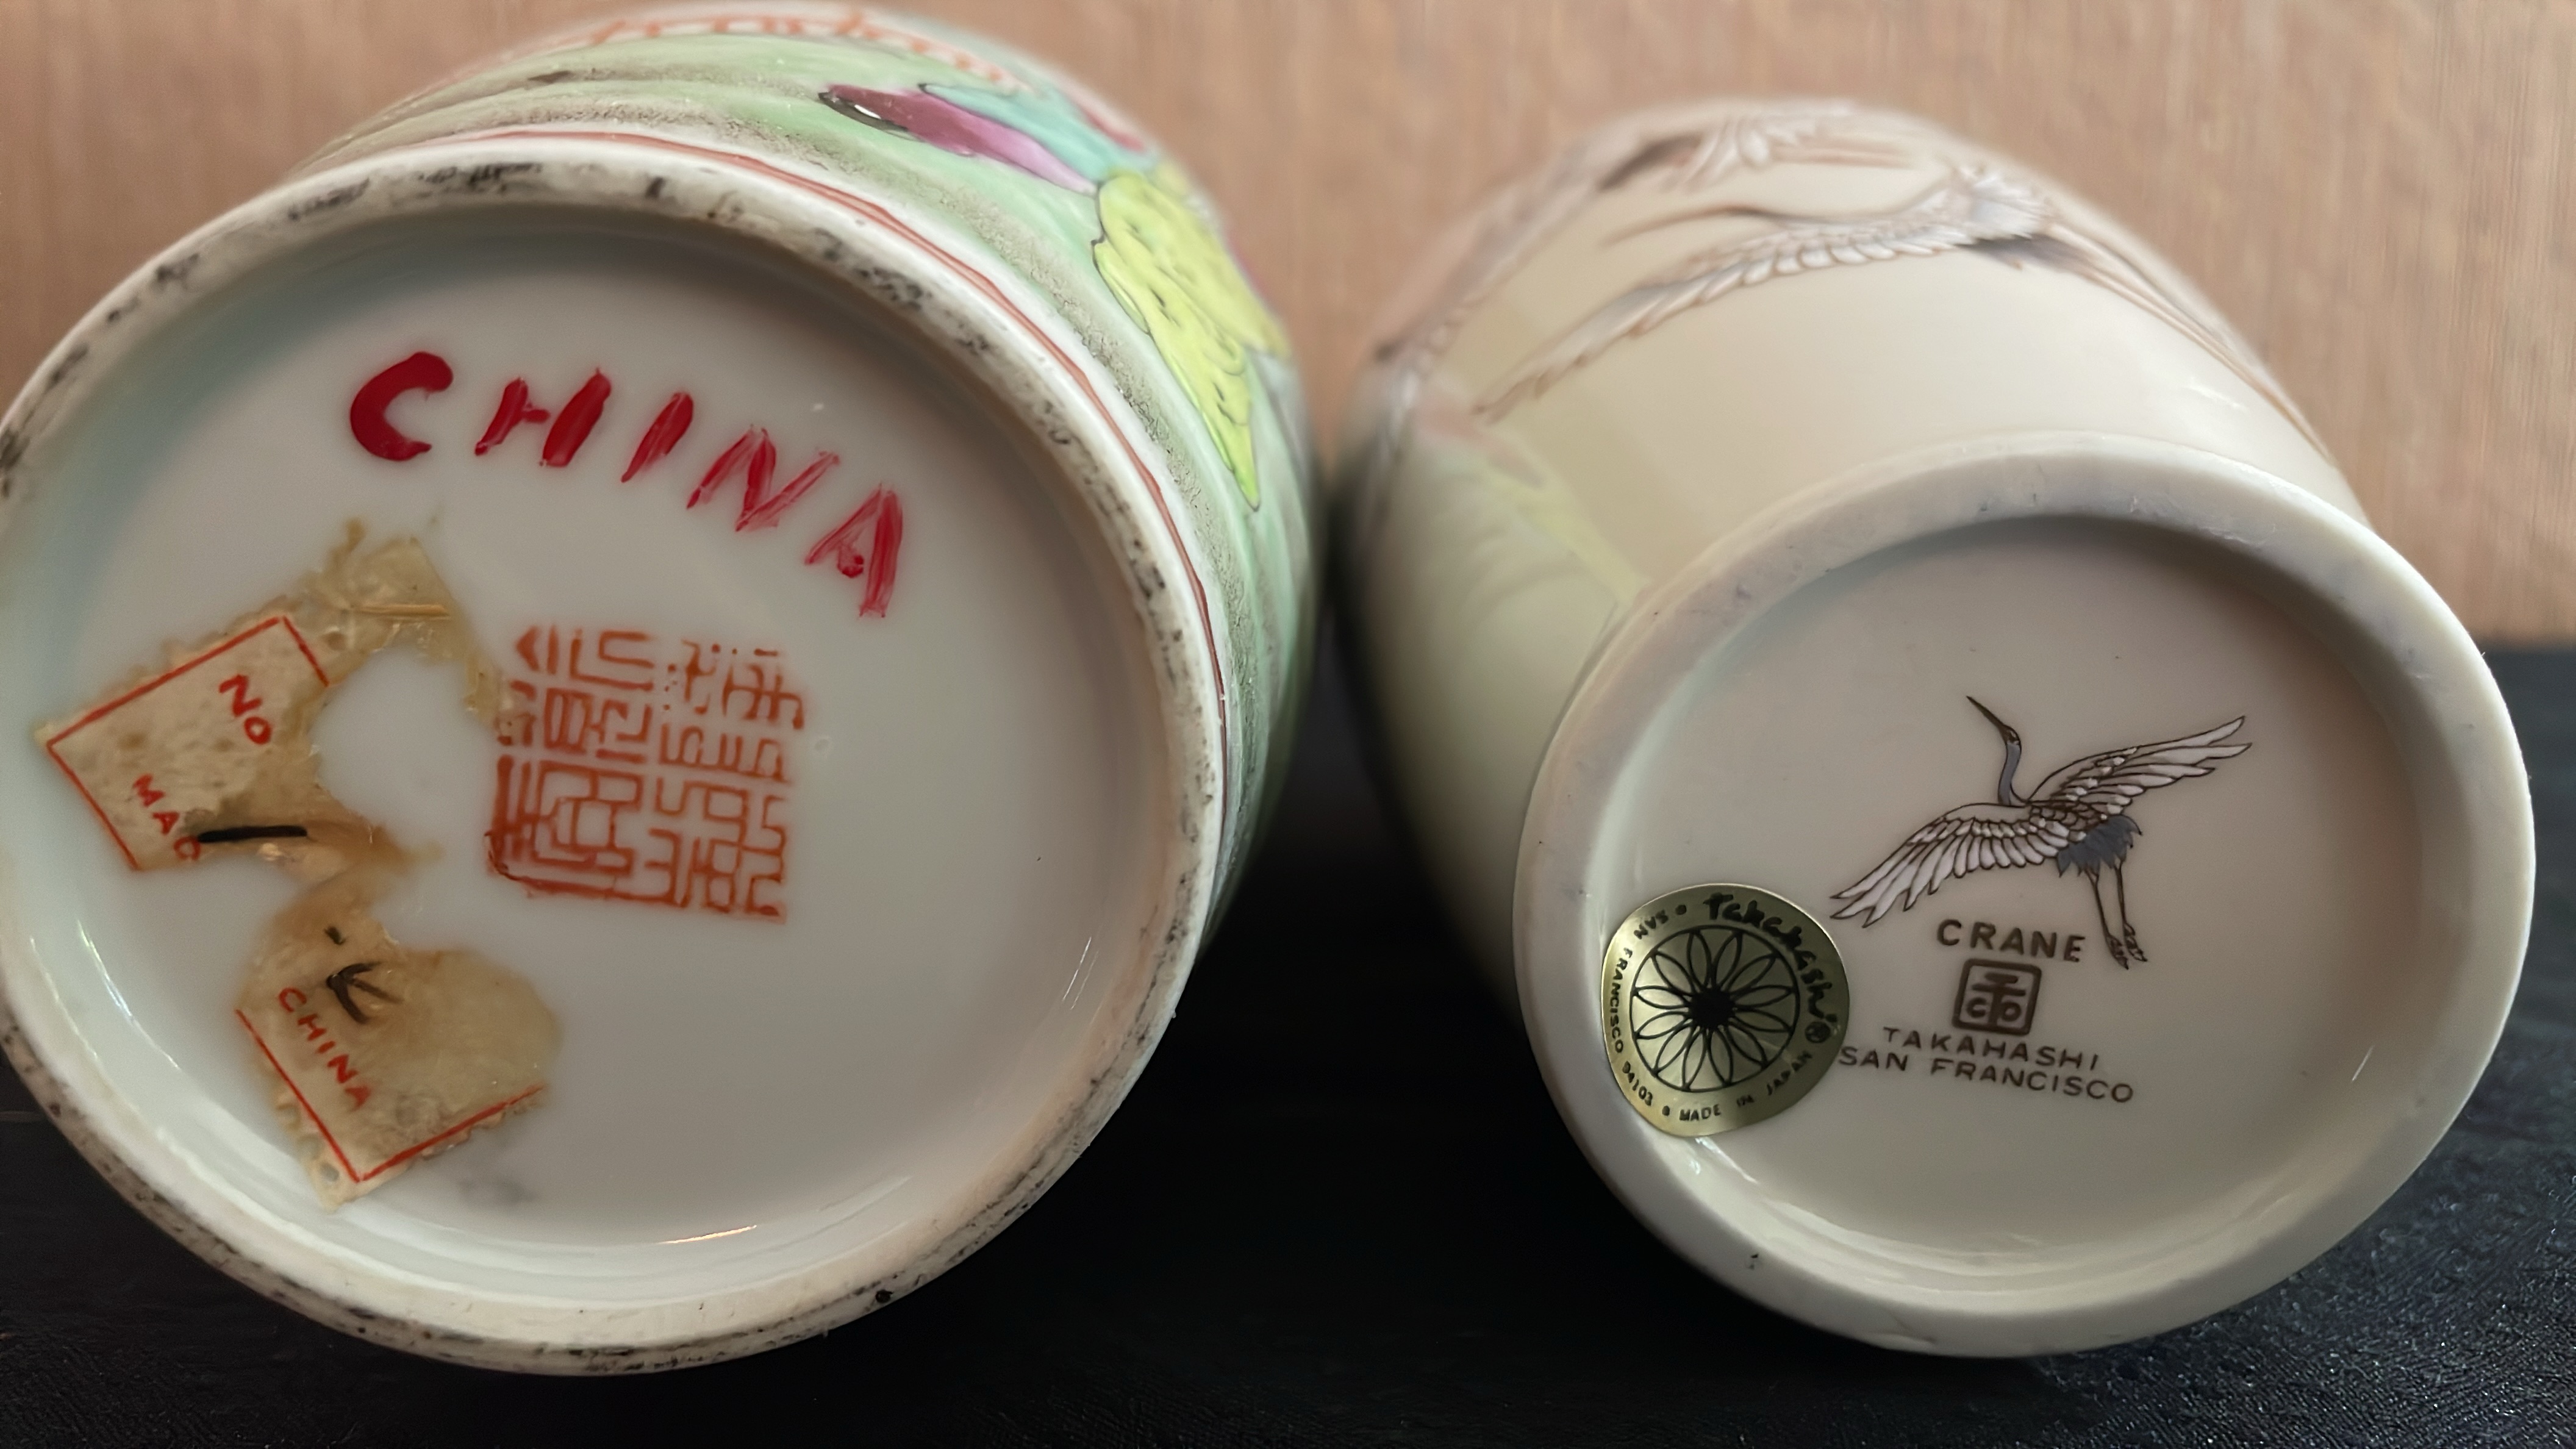 CHINA
NO
MAD
CHINA
CRANE
TAKAHASHI
SAN FRANCISCO
Takahashi®
SAN FRANCISCO 94103 • MADE IN JAPAN